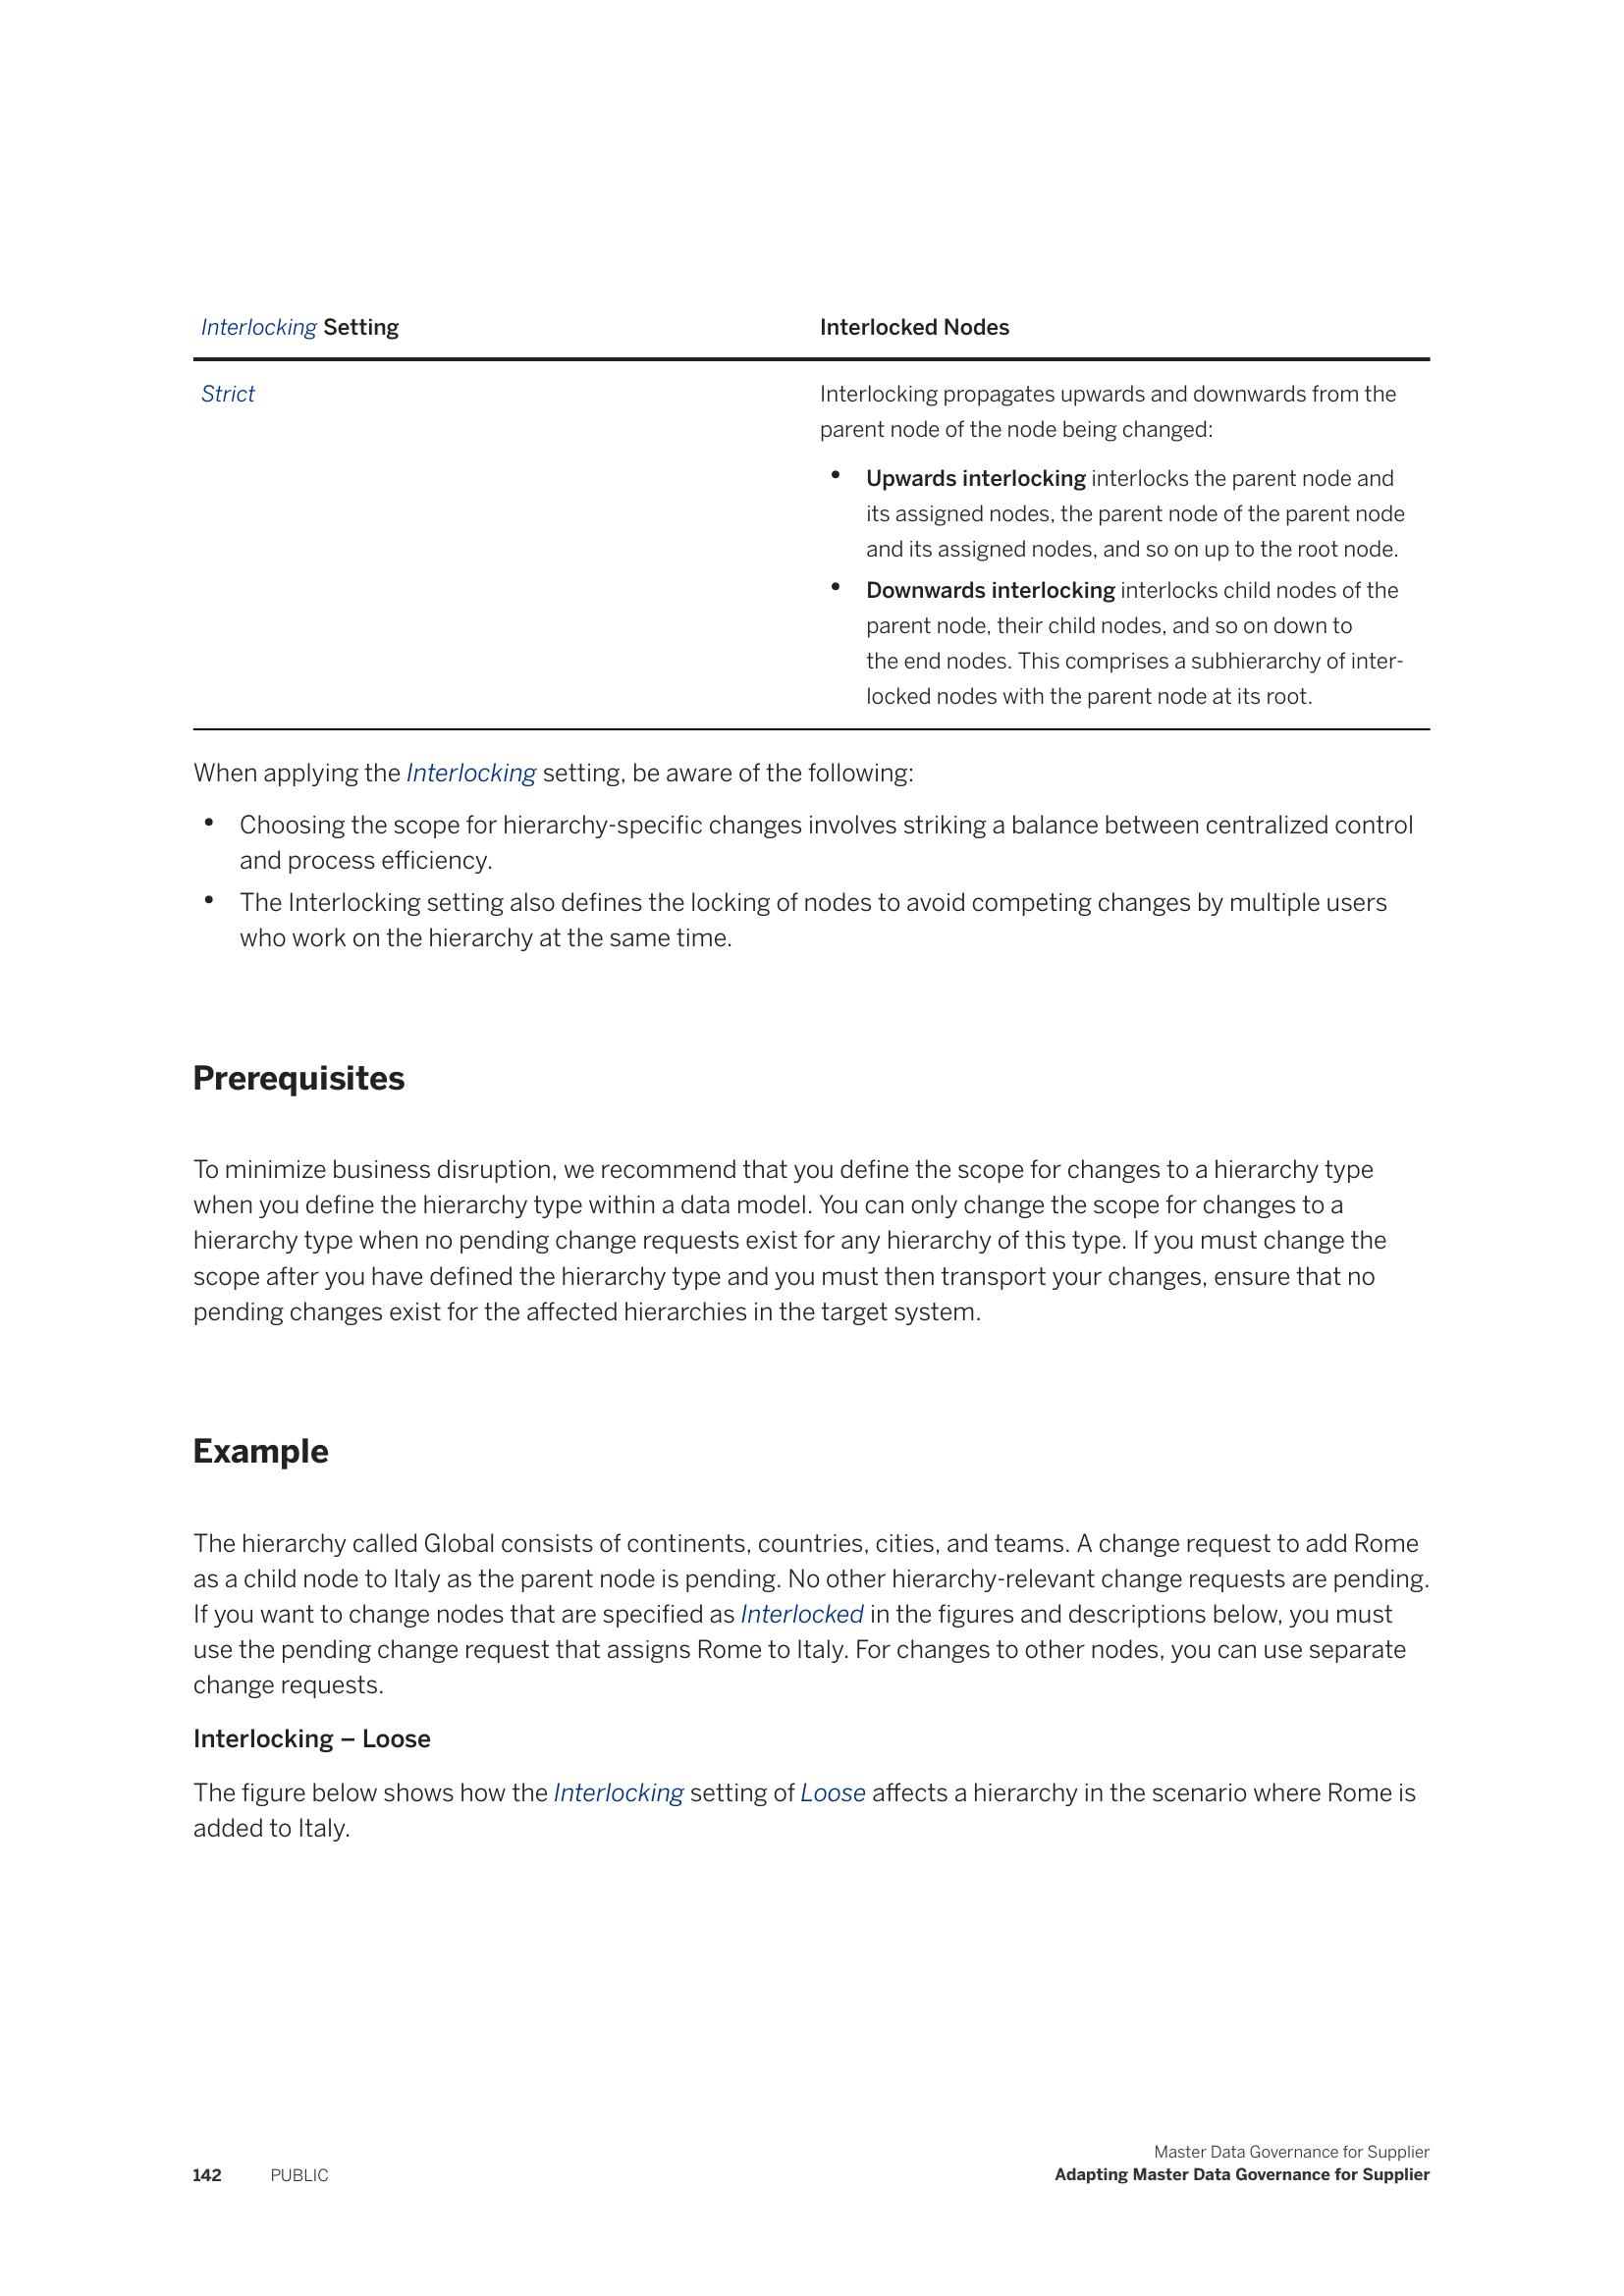 Interlocking Setting
Interlocked Nodes
Strict
Interlocking propagates upwards and downwards from the
parent node of the node being changed:
• Upwards interlocking interlocks the parent node and
its assigned nodes, the parent node of the parent node
and its assigned nodes, and so on up to the root node.
• Downwards interlocking interlocks child nodes of the
parent node, their child nodes, and so on down to
the end nodes. This comprises a subhierarchy of inter-
locked nodes with the parent node at its root.
When applying the Interlocking setting, be aware of the following:
• Choosing the scope for hierarchy-specific changes involves striking a balance between centralized control
and process efficiency.
• The Interlocking setting also defines the locking of nodes to avoid competing changes by multiple users
who work on the hierarchy at the same time.
Prerequisites
To minimize business disruption, we recommend that you define the scope for changes to a hierarchy type
when you define the hierarchy type within a data model. You can only change the scope for changes to a
hierarchy type when no pending change requests exist for any hierarchy of this type. If you must change the
scope after you have defined the hierarchy type and you must then transport your changes, ensure that no
pending changes exist for the affected hierarchies in the target system.
Example
The hierarchy called Global consists of continents, countries, cities, and teams. A change request to add Rome
as a child node to Italy as the parent node is pending. No other hierarchy-relevant change requests are pending.
If you want to change nodes that are specified as Interlocked in the figures and descriptions below, you must
use the pending change request that assigns Rome to Italy. For changes to other nodes, you can use separate
change requests.
Interlocking – Loose
The figure below shows how the Interlocking setting of Loose affects a hierarchy in the scenario where Rome is
added to Italy.
Master Data Governance for Supplier
142 PUBLIC
Adapting Master Data Governance for Supplier